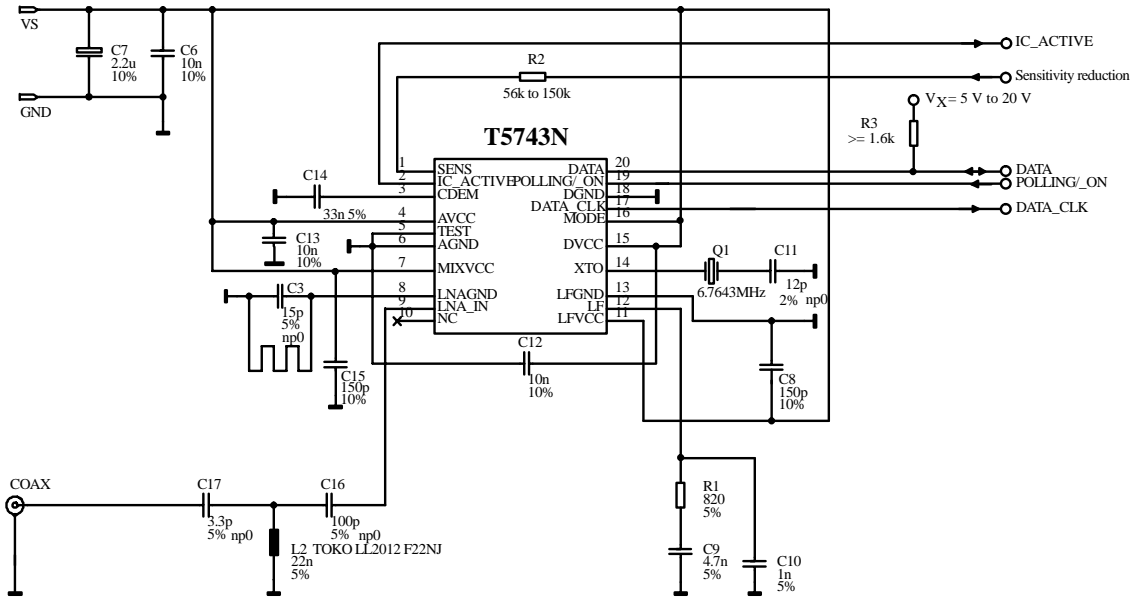 VS
C7
2.2u
10%
C6
10n
10%
GND
IC_ACTIVE
R2
56k to 150k
Sensitivity reduction
VX= 5 V to 20 V
R3
>= 1.6k
T5743N
1 SENS
2 IC_ACTIVE
3 CDEM
4 AVCC
5 TEST
6 AGND
7 MIXVCC
8 LNAGND
9 LNA_IN
10 NC
DATA 20
POLLING/_ON 19
DGND 18
DATA_CLK 17
MODE 16
DVCC 15
XTO 14
LFGND 13
LF 12
LFVCC 11
DATA
POLLING/_ON
DATA_CLK
C14
33n 5%
C13
10n
10%
C3
15p
5%
np0
C15
150p
10%
C12
10n
10%
Q1
6.7643MHz
C11
12p
2% np0
C8
150p
10%
COAX
C17
3.3p
5% np0
C16
100p
5% np0
L2 TOKO LL2012 F22NJ
22n
5%
R1
820
5%
C9
4.7n
5%
C10
1n
5%